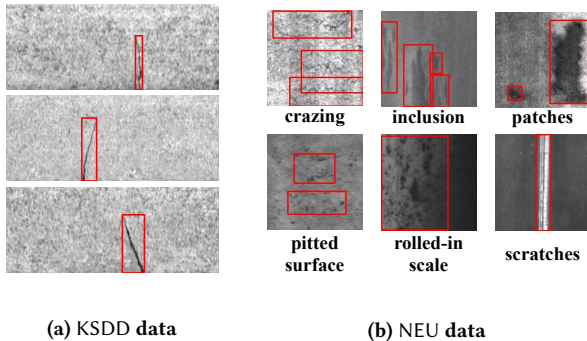 crazing
inclusion
patches
pitted
surface
rolled-in
scale
scratches
(a) KSDD data
(b) NEU data